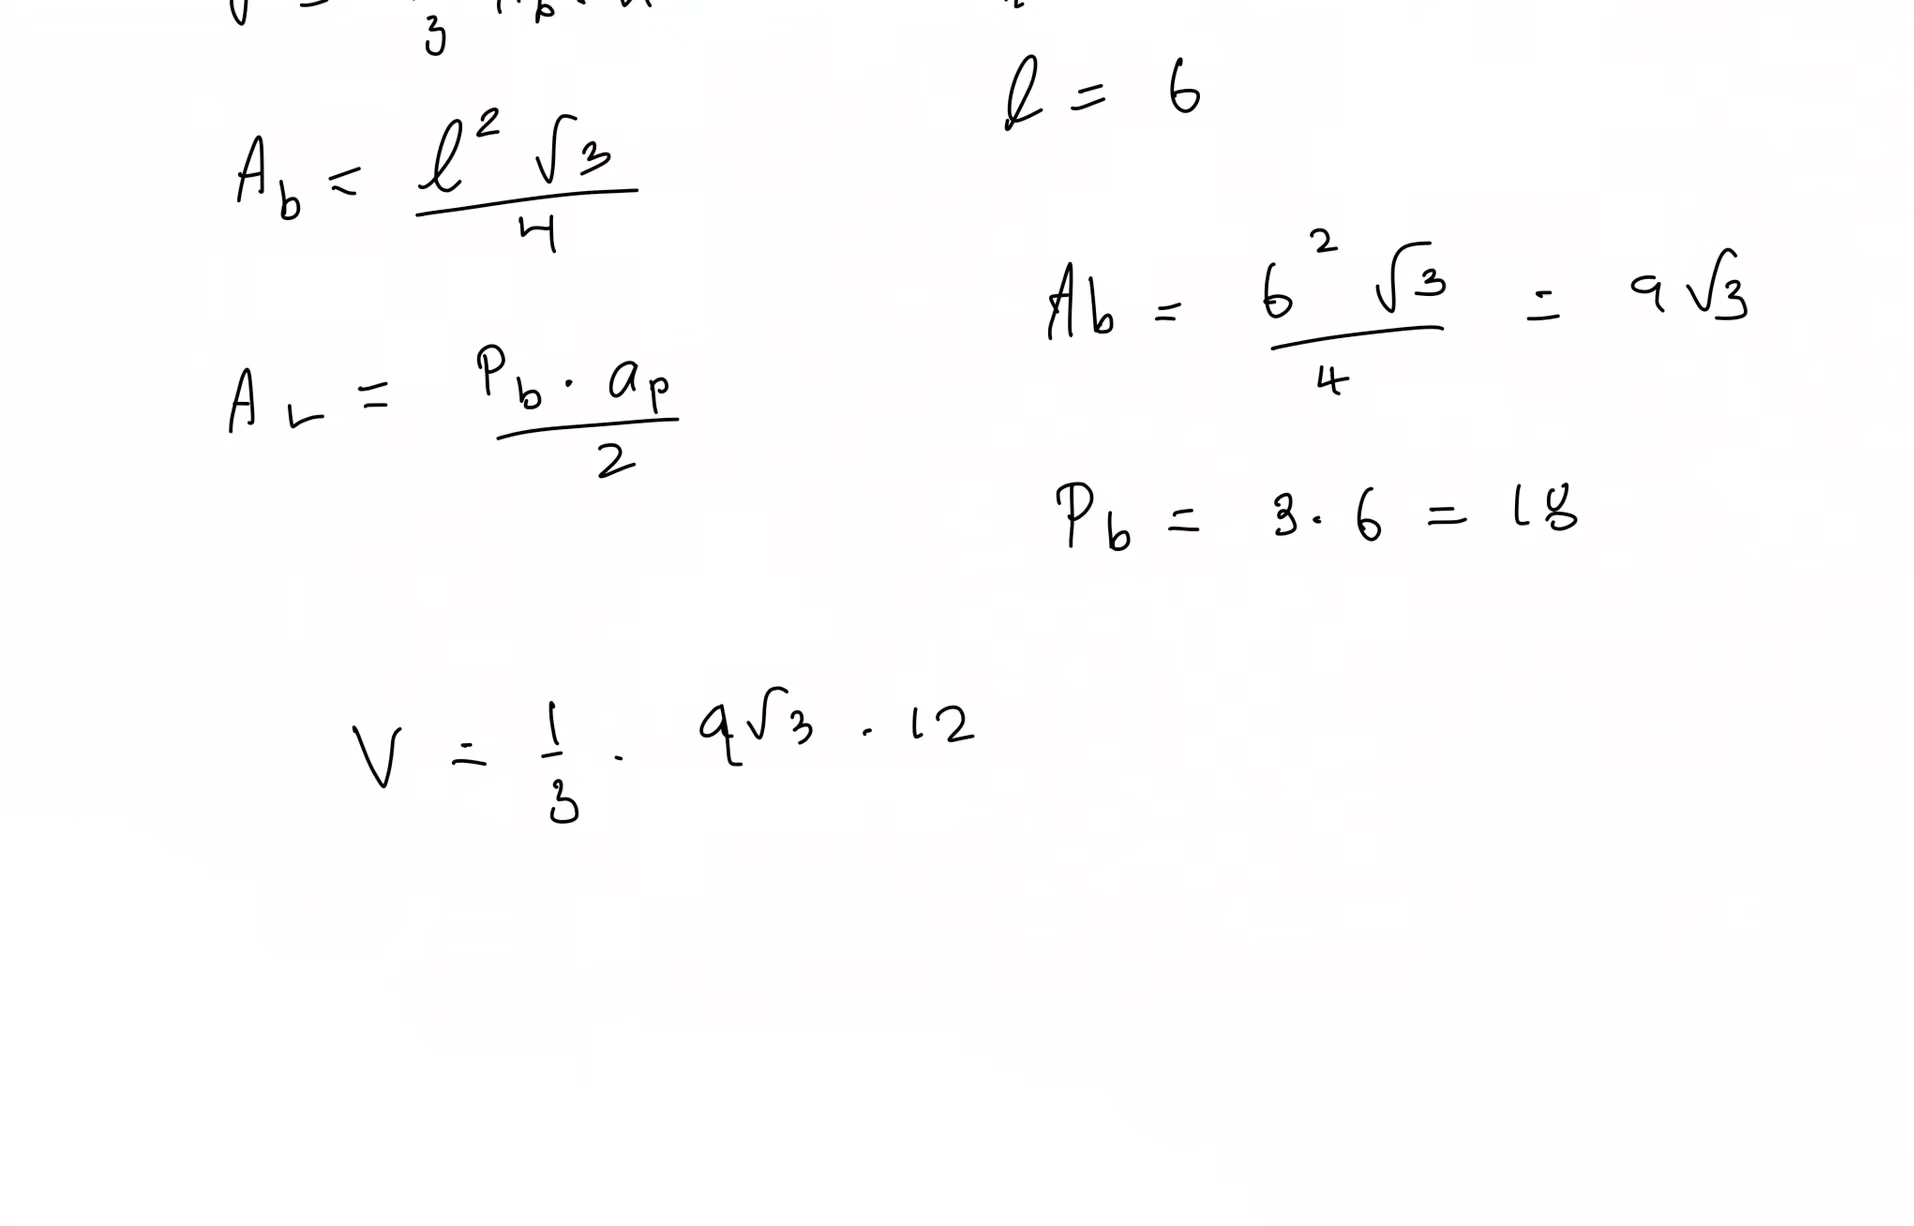 l = 6
A_b = l² √3 / 4
Ab = 6² √3 / 4 = 9 √3
A_L = P_b · a_p / 2
P_b = 3 · 6 = 18
V = 1/3 · 9√3 · 12